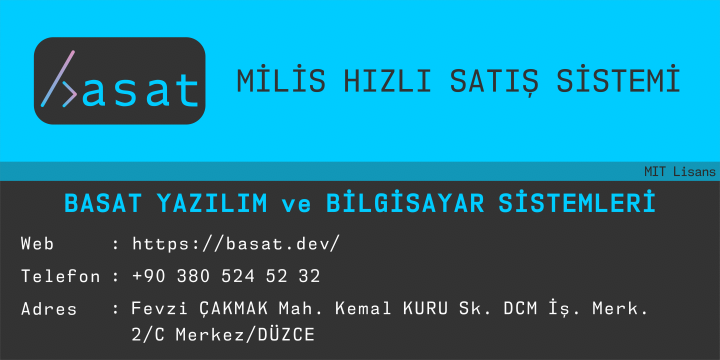 basat
MİLİS HIZLI SATIŞ SİSTEMİ
MIT Lisans
BASAT YAZILIM ve BİLGİSAYAR SİSTEMLERİ
Web : https://basat.dev/
Telefon : +90 380 524 52 32
Adres : Fevzi ÇAKMAK Mah. Kemal KURU Sk. DCM İş. Merk.
2/C Merkez/DÜZCE